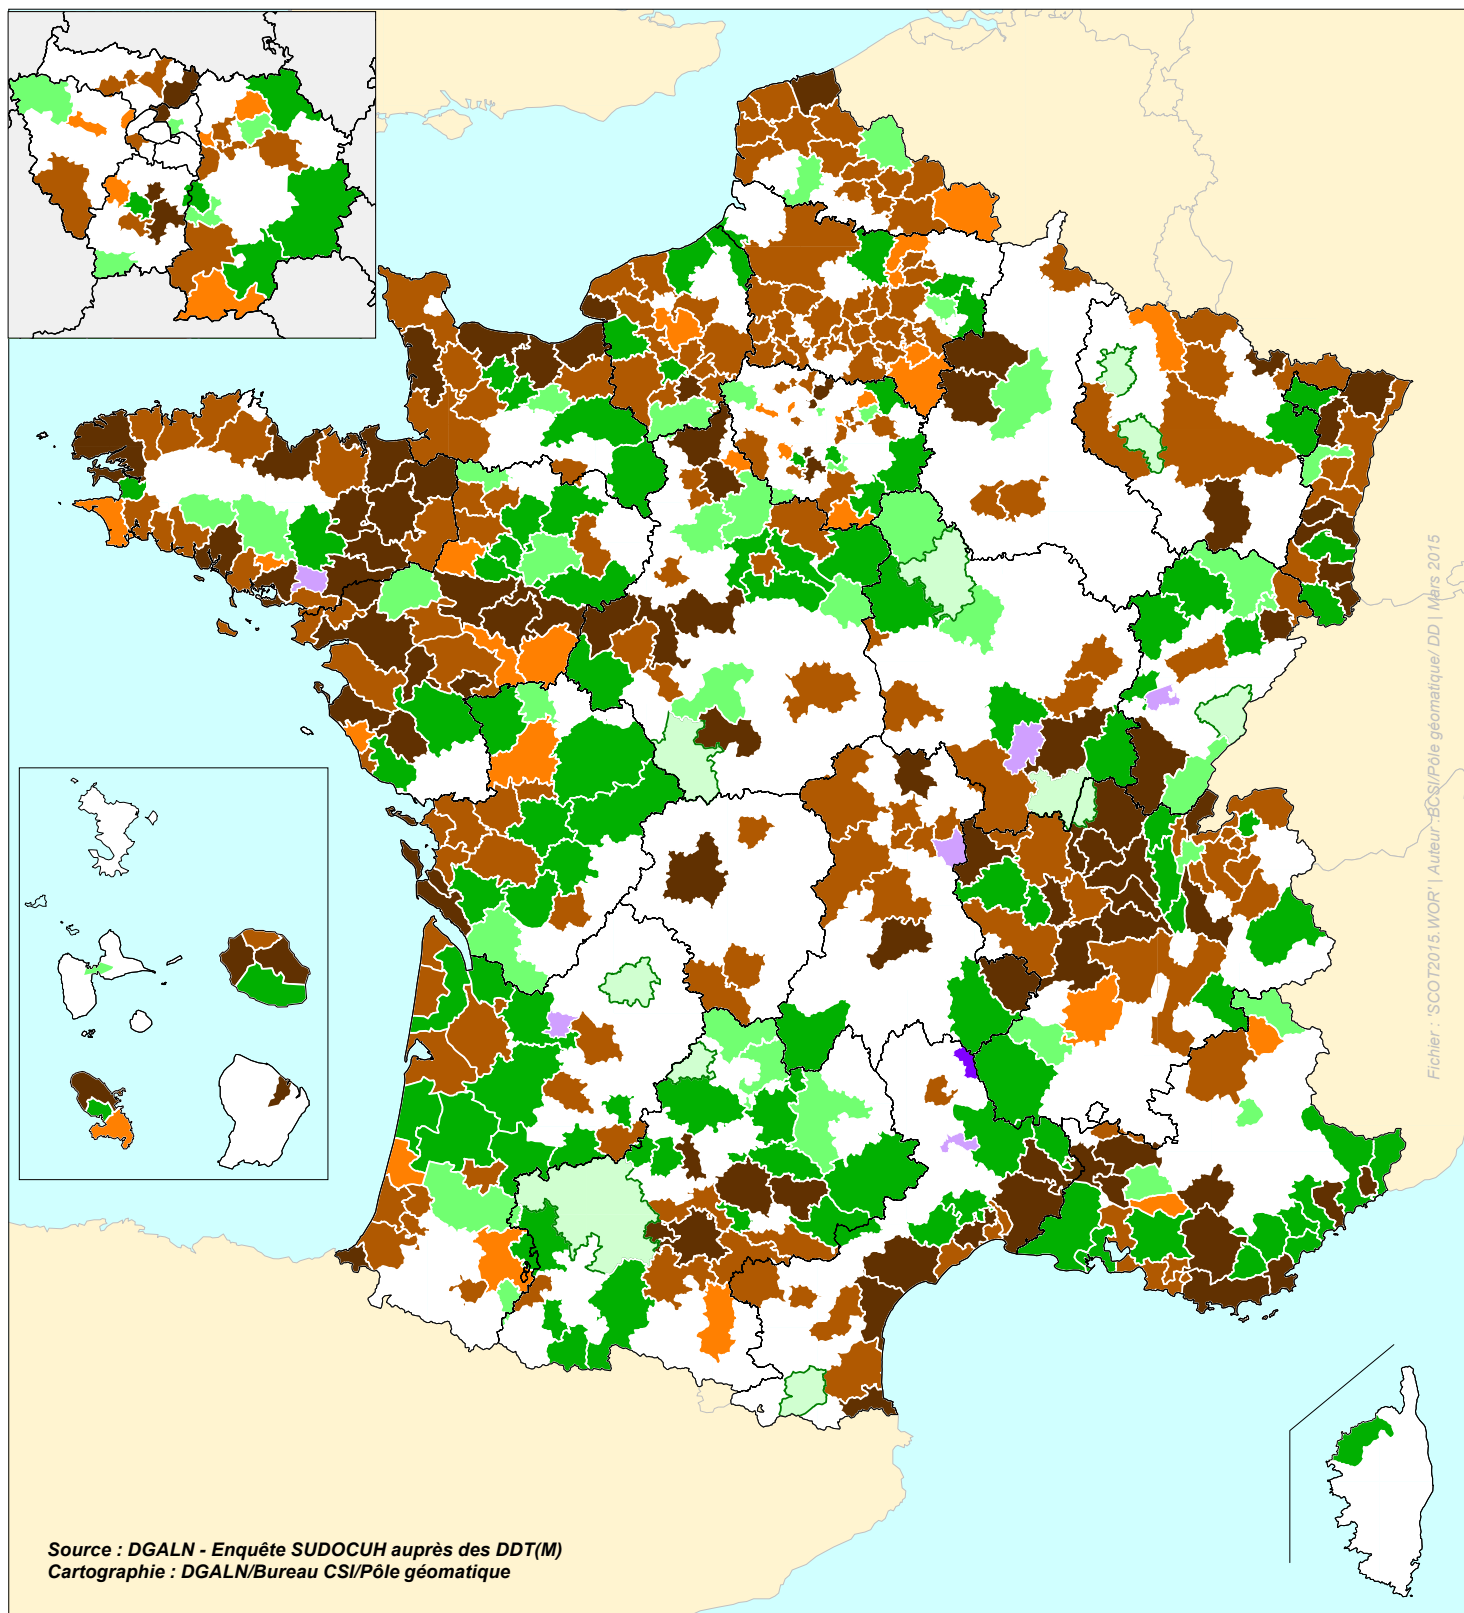 Fichier : 'SCOT2015.WOR' | Auteur :BCSI/Pôle géomatique/ DD | Mars 2015
Source : DGALN - Enquête SUDOCUH auprès des DDT(M)
Cartographie : DGALN/Bureau CSI/Pôle géomatique